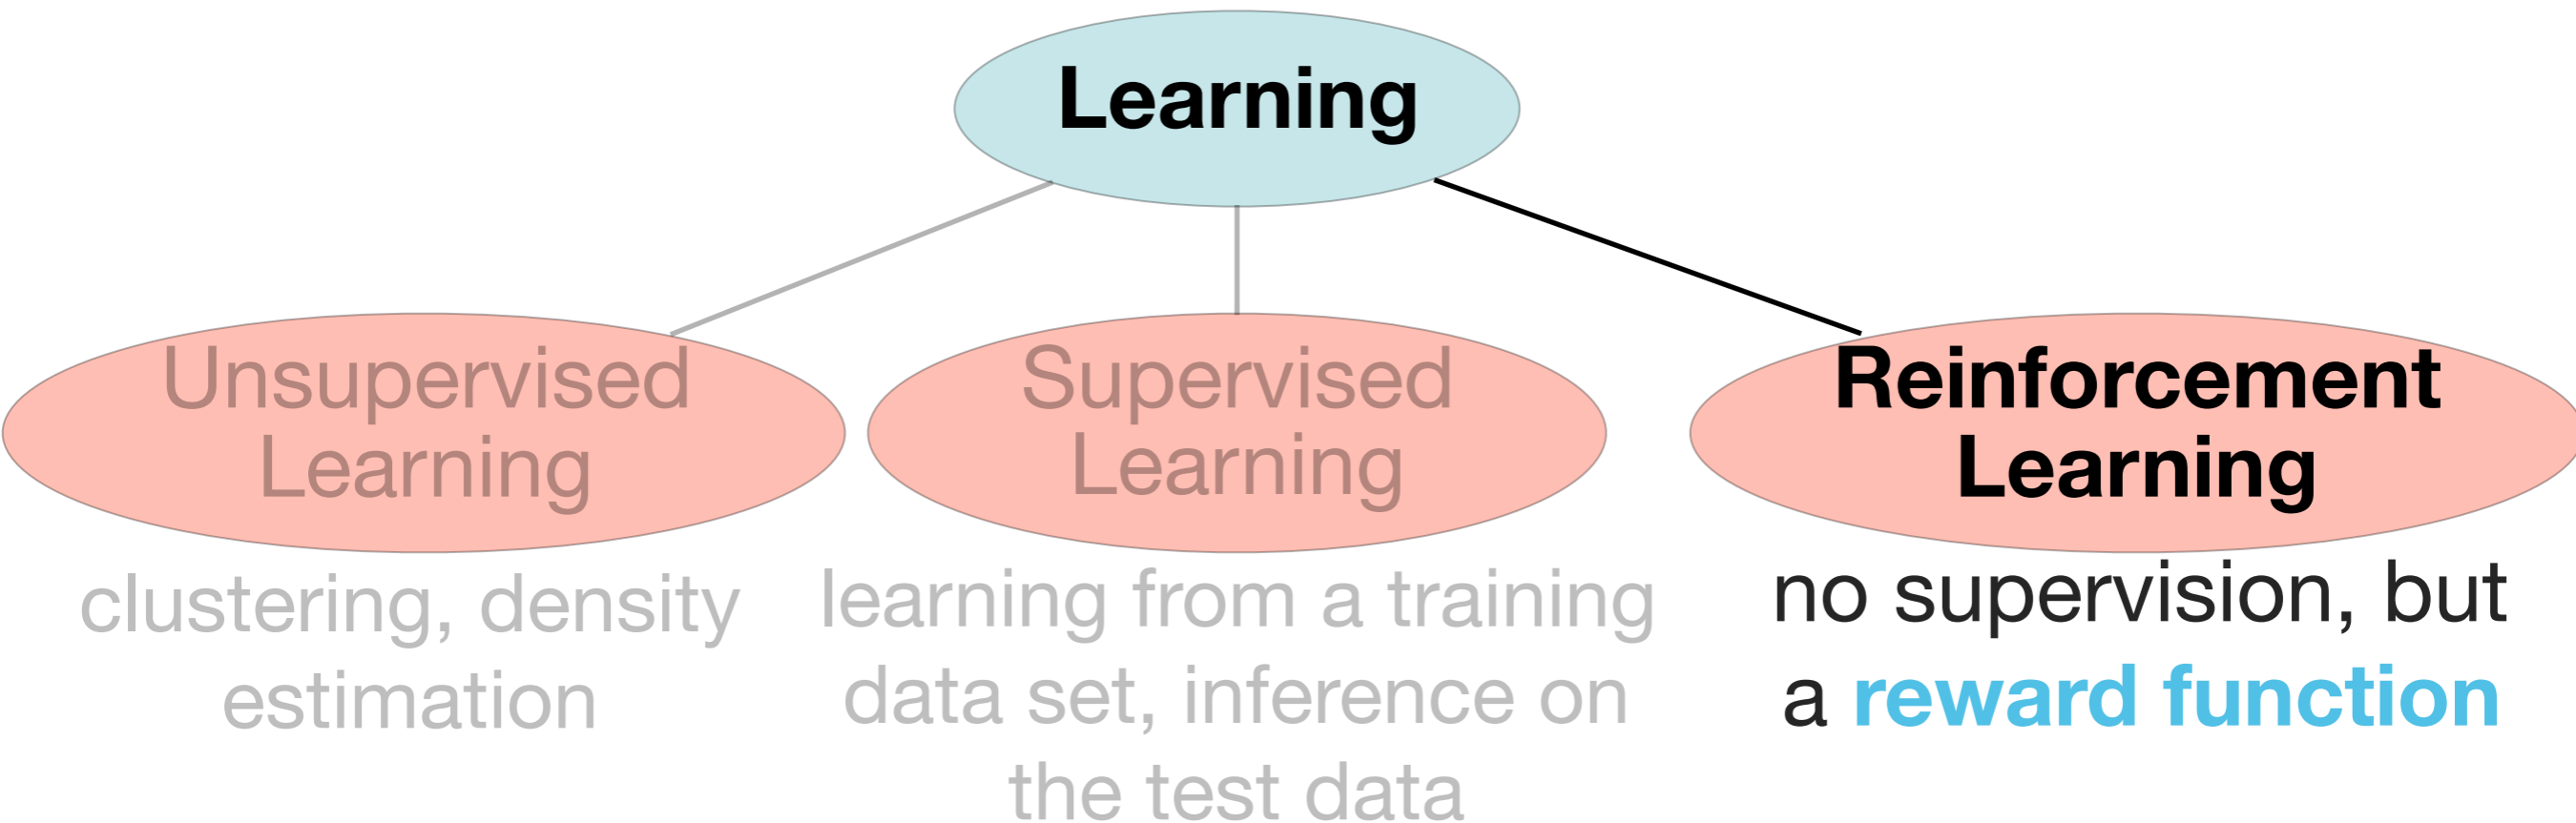 Learning
Unsupervised
Learning
clustering, density
estimation
Supervised
Learning
learning from a training
data set, inference on
the test data
Reinforcement
Learning
no supervision, but
a reward function